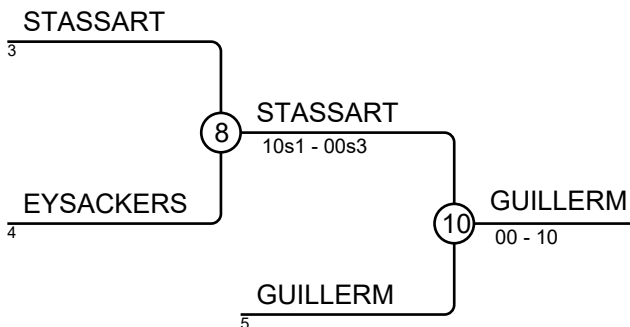 STASSART
3
8
STASSART
10s1 - 00s3
EYSACKERS
4
10
GUILLERM
00 - 10
GUILLERM
5